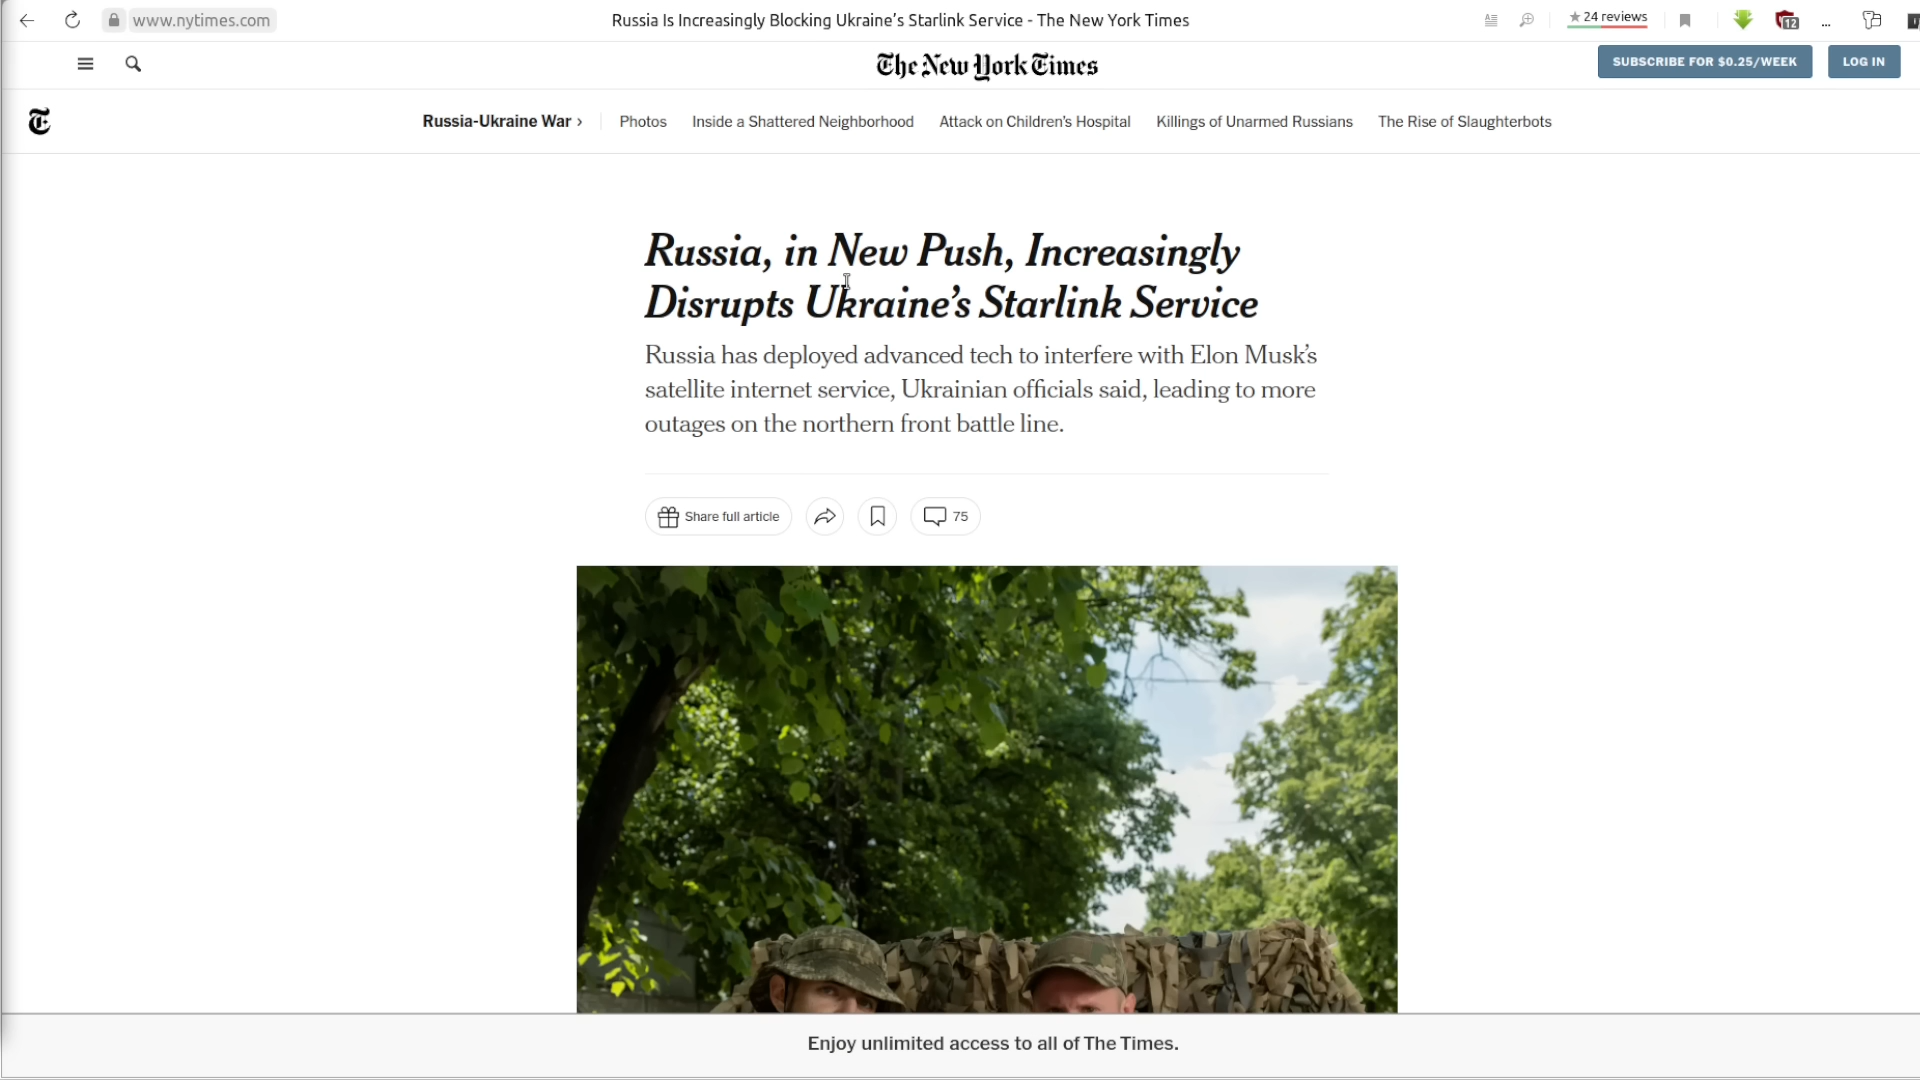 www.nytimes.com
Russia Is Increasingly Blocking Ukraine’s Starlink Service - The New York Times
★ 24 reviews
12
...
The New York Times
SUBSCRIBE FOR $0.25/WEEK
LOG IN
T
Russia-Ukraine War ›
Photos
Inside a Shattered Neighborhood
Attack on Children’s Hospital
Killings of Unarmed Russians
The Rise of Slaughterbots
Russia, in New Push, Increasingly
Disrupts Ukraine’s Starlink Service
Russia has deployed advanced tech to interfere with Elon Musk’s
satellite internet service, Ukrainian officials said, leading to more
outages on the northern front battle line.
Share full article
75
Enjoy unlimited access to all of The Times.